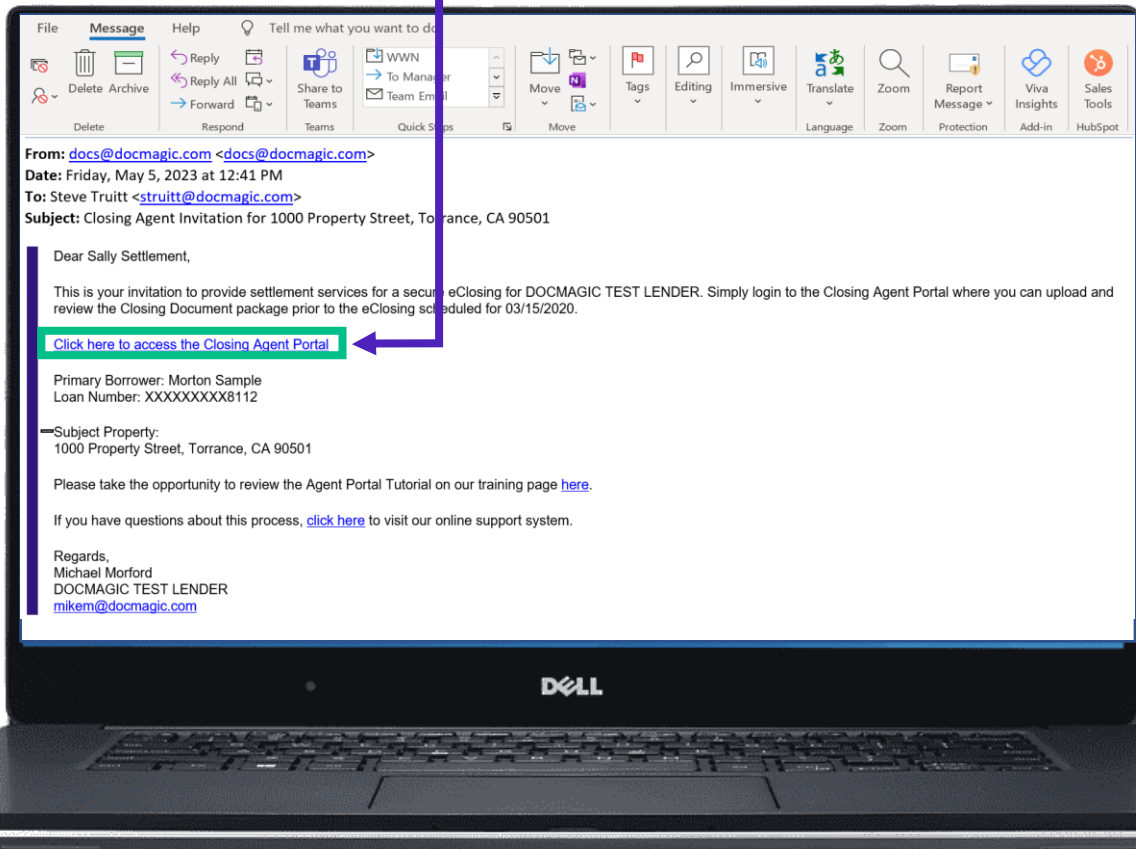 File Message Help Tell me what you want to do
Delete Archive
Reply
Reply All
Forward
Share to
Teams
WWN
To Manager
Team Email
Move
Tags
Editing
Immersive
Translate
Zoom
Report
Message
Viva
Insights
Sales
Tools
Delete Respond Teams Quick Steps Move Language Zoom Protection Add-in HubSpot
From: docs@docmagic.com <docs@docmagic.com>
Date: Friday, May 5, 2023 at 12:41 PM
To: Steve Truitt <struitt@docmagic.com>
Subject: Closing Agent Invitation for 1000 Property Street, Torrance, CA 90501
Dear Sally Settlement,
This is your invitation to provide settlement services for a secure eClosing for DOCMAGIC TEST LENDER. Simply login to the Closing Agent Portal where you can upload and
review the Closing Document package prior to the eClosing scheduled for 03/15/2020.
Click here to access the Closing Agent Portal
Primary Borrower: Morton Sample
Loan Number: XXXXXXXXX8112
Subject Property:
1000 Property Street, Torrance, CA 90501
Please take the opportunity to review the Agent Portal Tutorial on our training page here.
If you have questions about this process, click here to visit our online support system.
Regards,
Michael Morford
DOCMAGIC TEST LENDER
mikem@docmagic.com
DELL